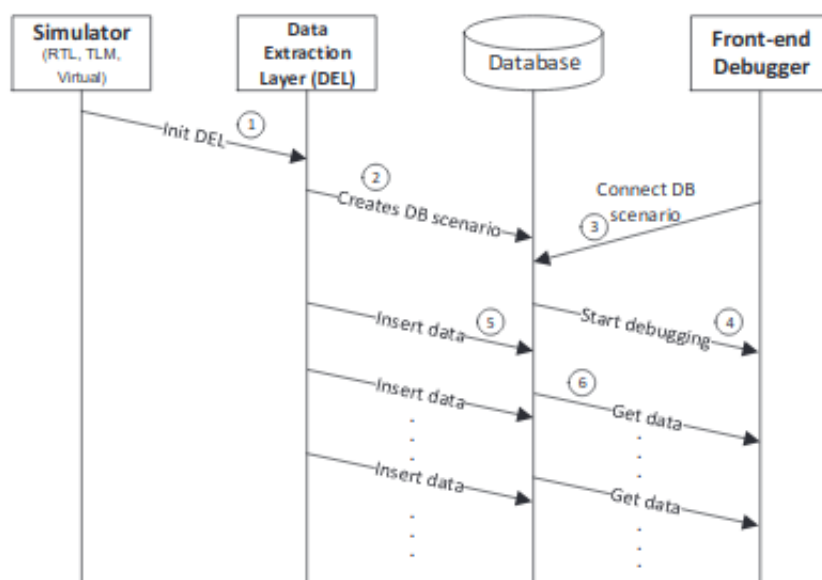 Simulator
(RTL, TLM,
Virtual)
Data
Extraction
Layer (DEL)
Database
Front-end
Debugger
Init DEL
1
2
Creates DB scenario
Connect DB
scenario
3
Insert data
5
Start debugging
4
Insert data
6
Get data
Insert data
Get data